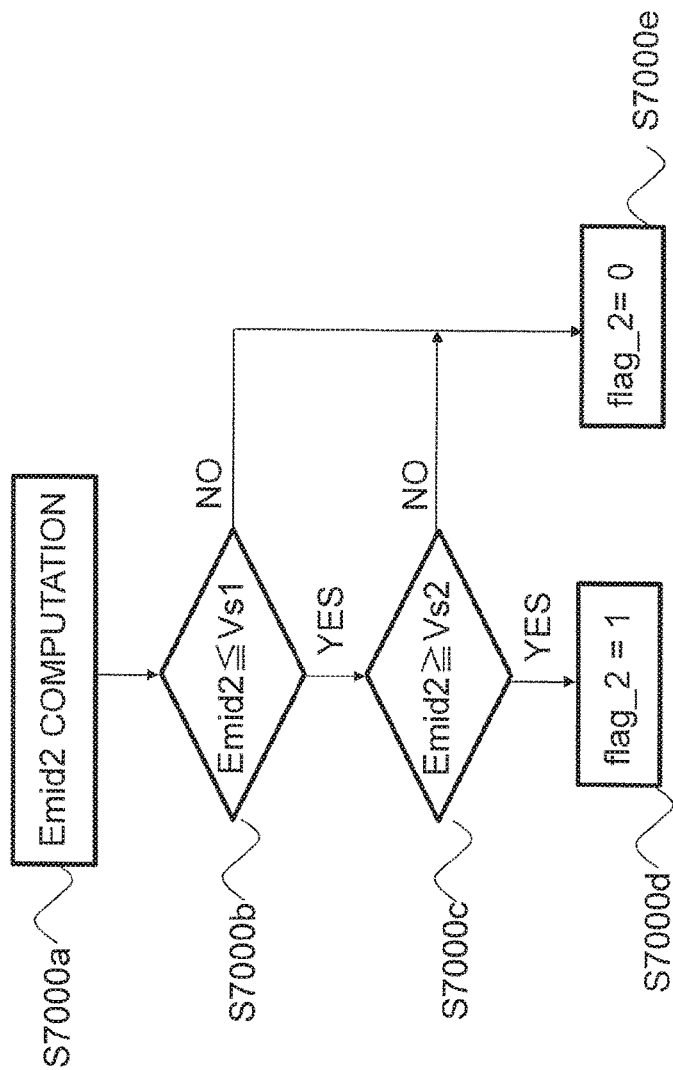 S7000a
Emid2 COMPUTATION
S7000b
Emid2≦Vs1
NO
YES
S7000c
Emid2≧Vs2
NO
YES
S7000d
flag_2 = 1
flag_2= 0
S7000e